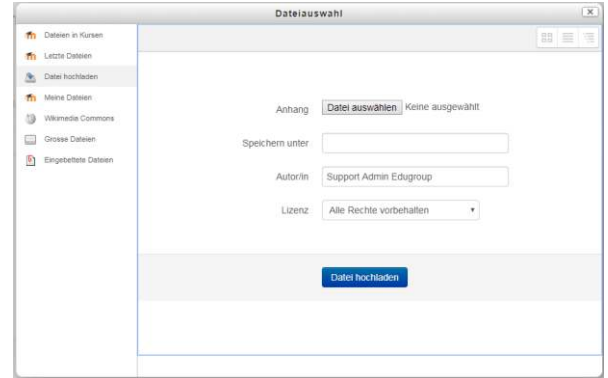 Dateiauswahl
Dateien in Kursen
Letzte Dateien
Datei hochladen
Meine Dateien
Wikimedia Commons
Grosse Dateien
Eingebettete Dateien
Anhang Datei auswählen Keine ausgewählt
Speichern unter
Autor/in Support Admin Edugroup
Lizenz Alle Rechte vorbehalten
Datei hochladen